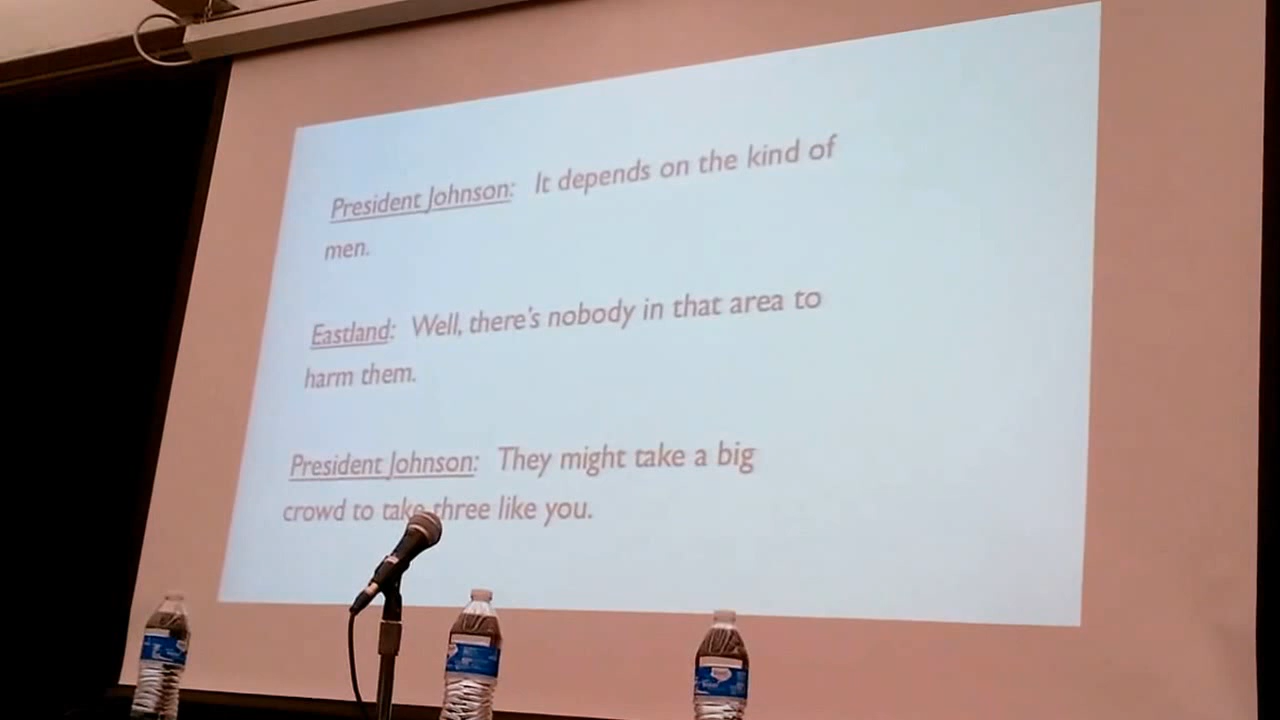 President Johnson: It depends on the kind of
men.
Eastland: Well, there's nobody in that area to
harm them.
President Johnson: They might take a big
crowd to take three like you.